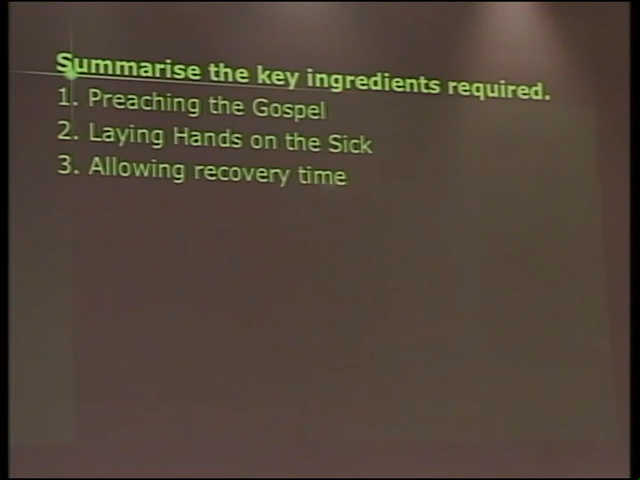 Summarise the key ingredients required.
1. Preaching the Gospel
2. Laying Hands on the Sick
3. Allowing recovery time